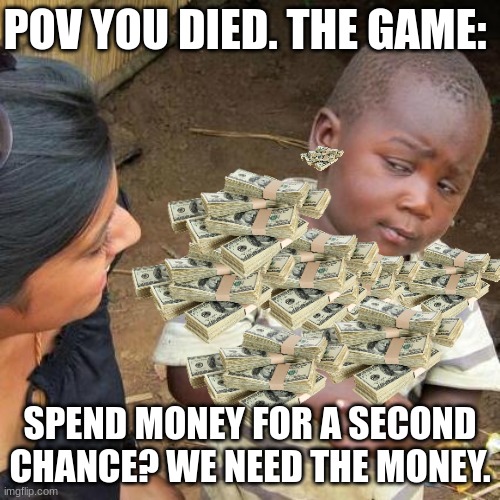 POV YOU DIED. THE GAME:
SPEND MONEY FOR A SECOND
CHANCE? WE NEED THE MONEY.
imgflip.com